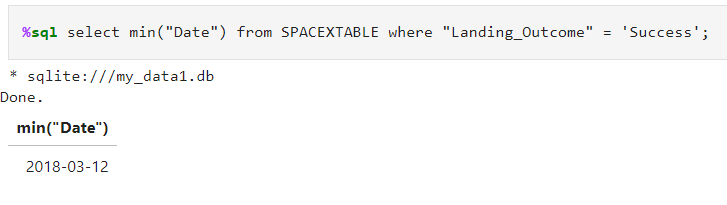 %sql select min("Date") from SPACEXTABLE where "Landing_Outcome" = 'Success';
* sqlite:///my_data1.db
Done.
min("Date")
2018-03-12